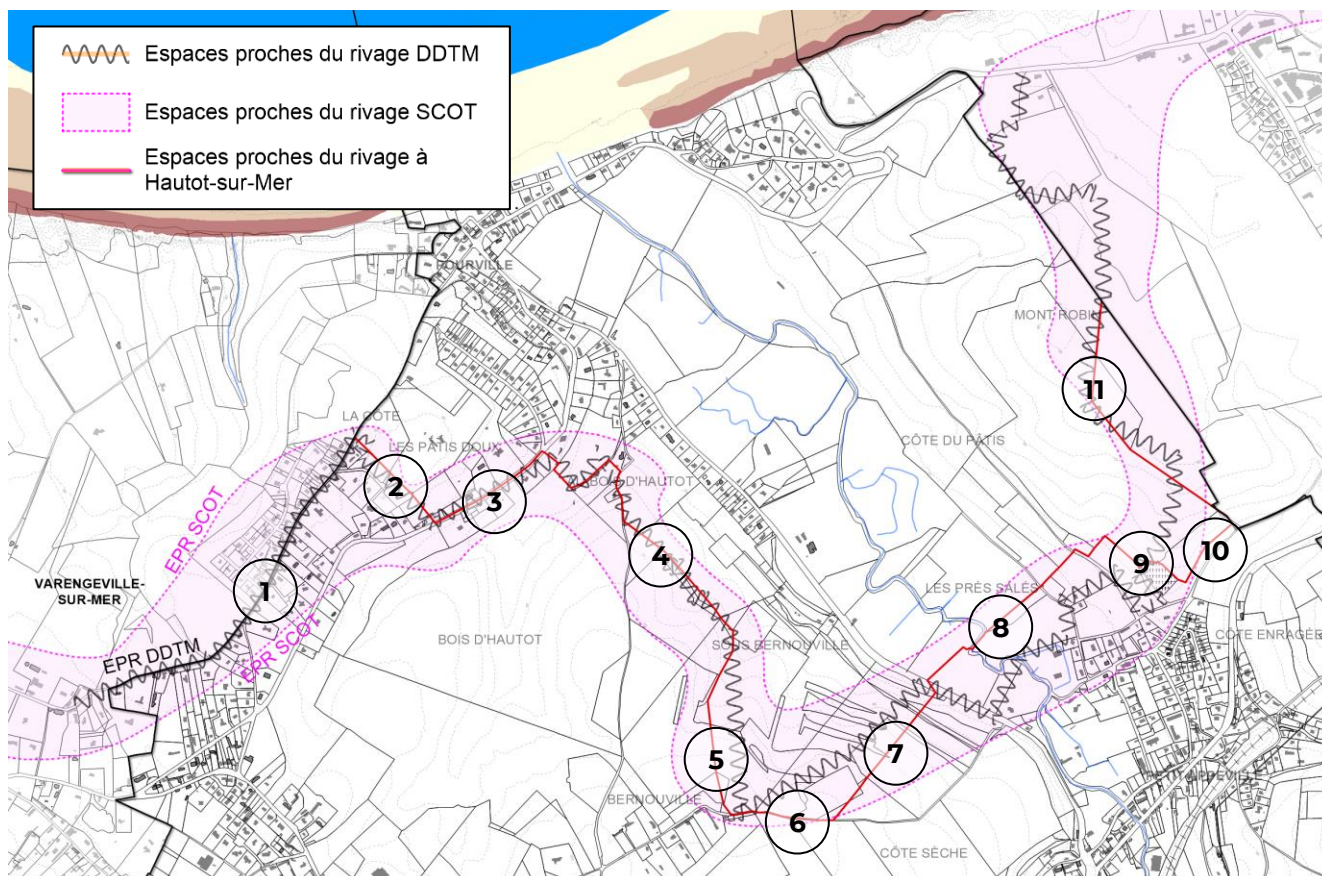 Espaces proches du rivage DDTM
Espaces proches du rivage SCOT
Espaces proches du rivage à
Hautot-sur-Mer
POURVILLE
MONT ROBIN
11
LA CÔTE
LES PATIS DOUX
CÔTE DU PÂTIS
2
3
BOIS D'HAUTOT
EPR SCOT
4
9
10
VARENGEVILLE-
SUR-MER
1
LES PRÉS SALÉS
8
EPR SCOT
BOIS D'HAUTOT
SOUS BERNOUVILLE
CÔTE ENRAGÉE
EPR DDTM
5
7
PETIT APPEVILLE
BERNOUVILLE
6
CÔTE SÈCHE